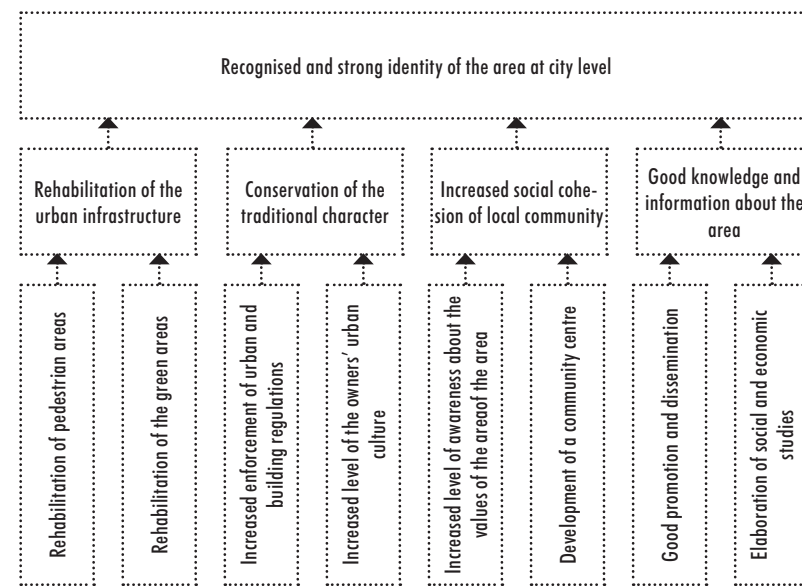 Recognised and strong identity of the area at city level
Rehabilitation of the
urban infrastructure
Conservation of the
traditional character
Increased social cohe-
sion of local community
Good knowledge and
information about the
area
Rehabilitation of pedestrian areas
Rehabilitation of the green areas
Increased enforcement of urban and
building regulations
Increased level of the owners’ urban
culture
Increased level of awareness about the
values of the areaof the area
Development of a community centre
Good promotion and dissemination
Elaboration of social and economic
studies